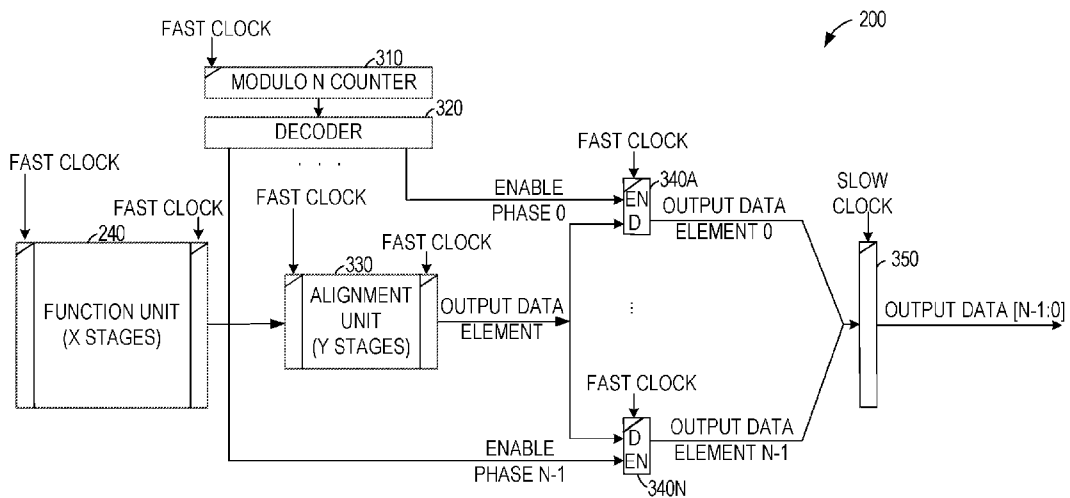 200
FAST CLOCK
310
MODULO N COUNTER
320
DECODER
. . .
FAST CLOCK
FAST CLOCK
240
FUNCTION UNIT
(X STAGES)
FAST CLOCK
FAST CLOCK
330
ALIGNMENT
UNIT
(Y STAGES)
OUTPUT DATA
ELEMENT
ENABLE
PHASE 0
FAST CLOCK
340A
EN
D
OUTPUT DATA
ELEMENT 0
...
FAST CLOCK
D
EN
340N
ENABLE
PHASE N-1
OUTPUT DATA
ELEMENT N-1
SLOW
CLOCK
350
OUTPUT DATA [N-1:0]